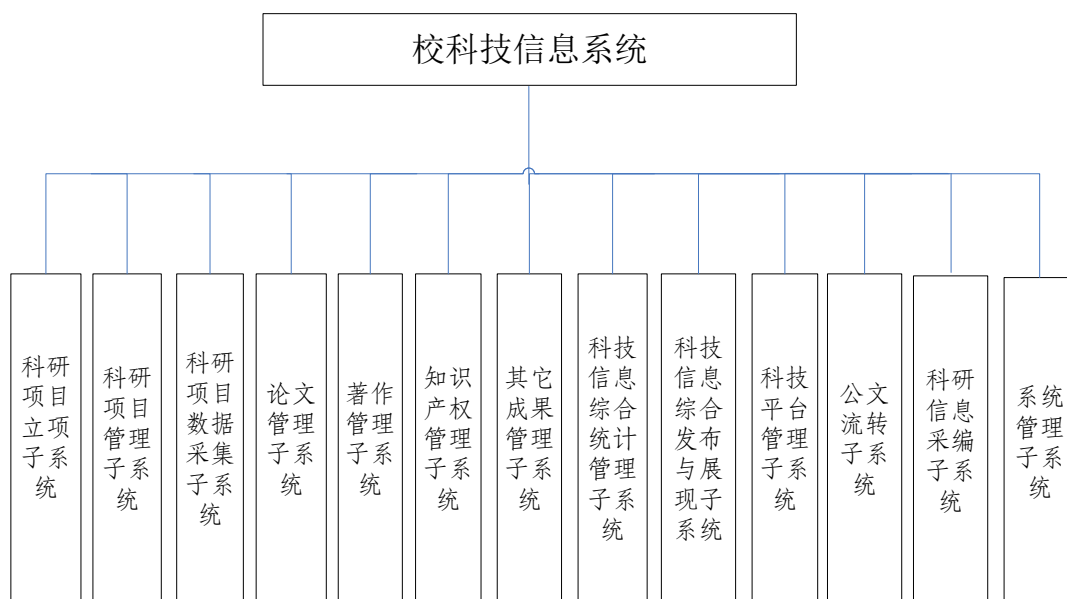 校科技信息系统
科研
项目
立项
子系
统
科研
项目
管理
子系
统
科研
项目
数据
采集
子系
统
论文
管理
子系
统
著作
管理
子系
统
知识
产权
管理
子系
统
其它
成果
管理
子系
统
科技
信息
综合
统计
管理
子系
统
科技
信息
综合
发布
与展
现子
系统
科技
平台
管理
子系
统
公文
流转
子系
统
科研
信息
采编
子系
统
系统
管理
子系
统